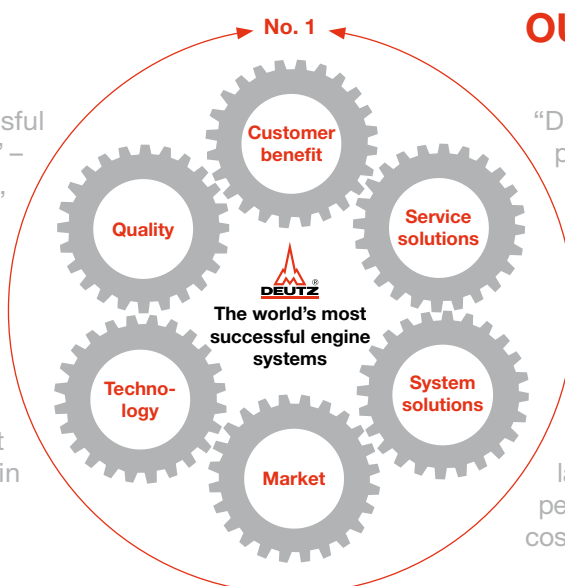 No. 1
OU
sful
” –
”
“D
p
Customer
benefit
Quality
Service
solutions
DEUTZ®
The world’s most
successful engine
systems
Techno-
logy
System
solutions
Market
t
in
la
pe
cos